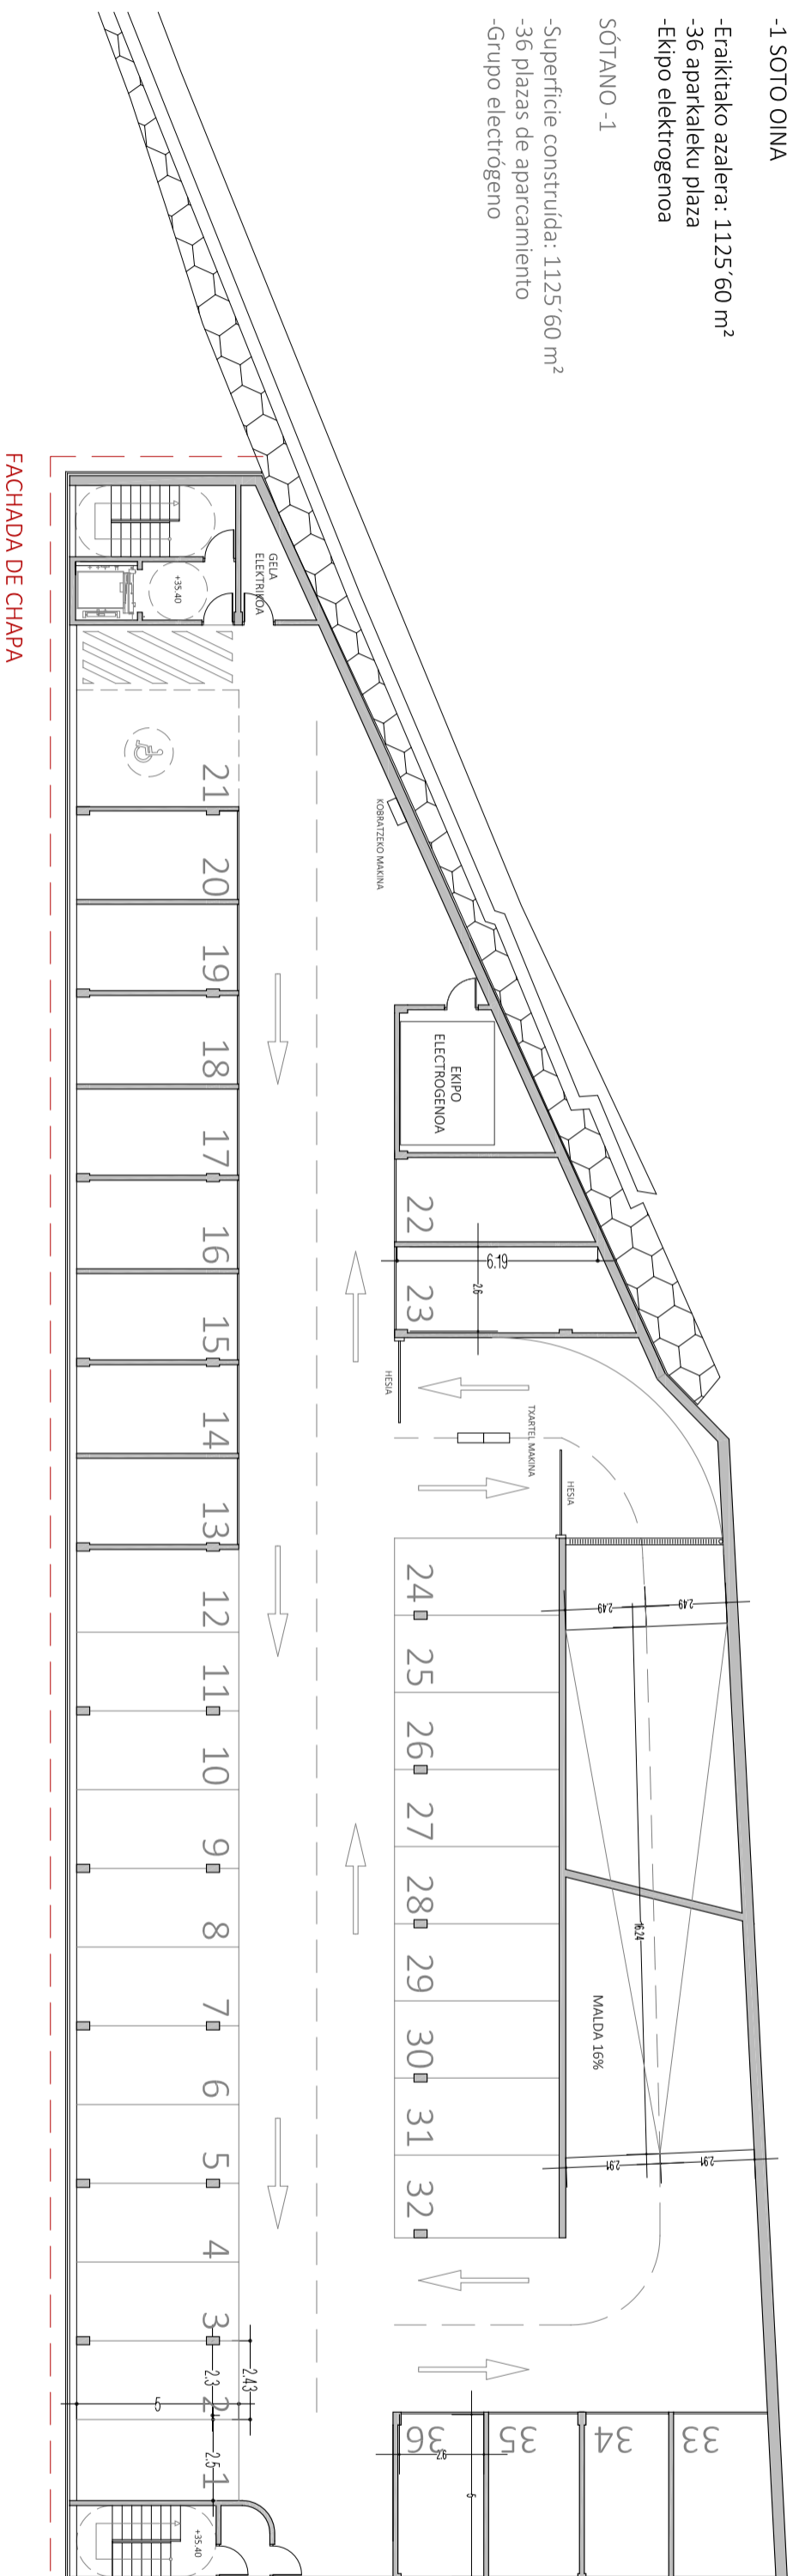 -1 SOTO OINA
-Eraikitako azalera: 1125´60 m²
-36 aparkaleku plaza
-Ekipo elektrogenoa
SÓTANO -1
-Superficie construída: 1125´60 m²
-36 plazas de aparcamiento
-Grupo electrógeno
FACHADA DE CHAPA
GELA
ELEKTRIKOA
+35.40
KOBRATZEKO MAKINA
EKIPO
ELECTROGENOA
21
20
19
18
17
16
15
14
13
12
11
10
9
8
7
6
5
4
3
2
1
22
23
6.19
2.6
HESIA
TXARTEL MAKINA
HESIA
24
25
26
27
28
29
30
31
32
2.49
2.49
16.24
MALDA 16%
2.91
2.91
2.43
2.3
5
2.5
33
34
35
36
2.6
5
+35.40